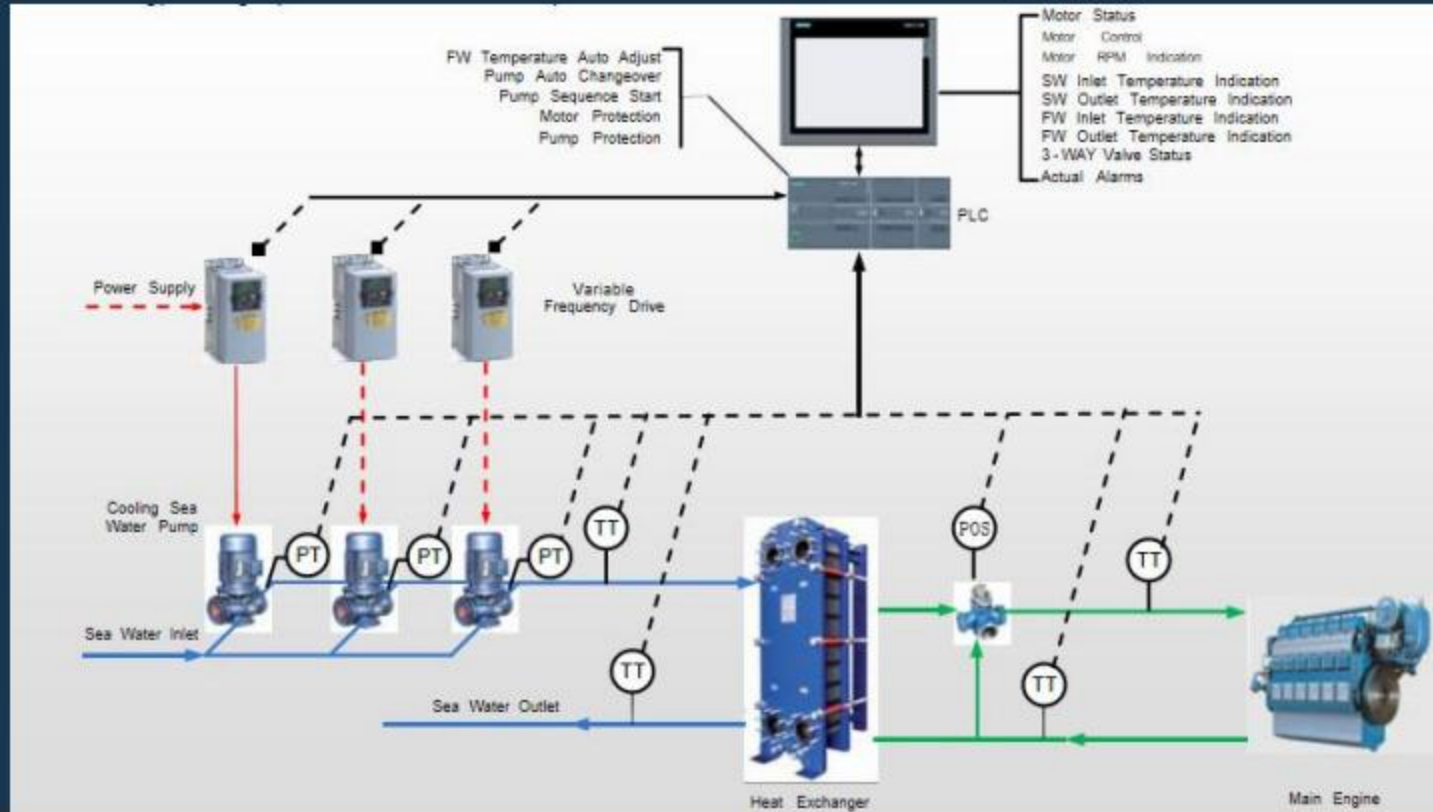 FW Temperature Auto Adjust
Pump Auto Changeover
Pump Sequence Start
Motor Protection
Pump Protection
Motor Status
Motor Control
Motor RPM Indication
SW Inlet Temperature Indication
SW Outlet Temperature Indication
FW Inlet Temperature Indication
FW Outlet Temperature Indication
3-WAY Valve Status
Actual Alarms
PLC
Power Supply
Variable
Frequency Drive
Cooling Sea
Water Pump
PT
PT
PT
TT
POS
TT
Sea Water Inlet
TT
TT
Sea Water Outlet
Heat Exchanger
Main Engine